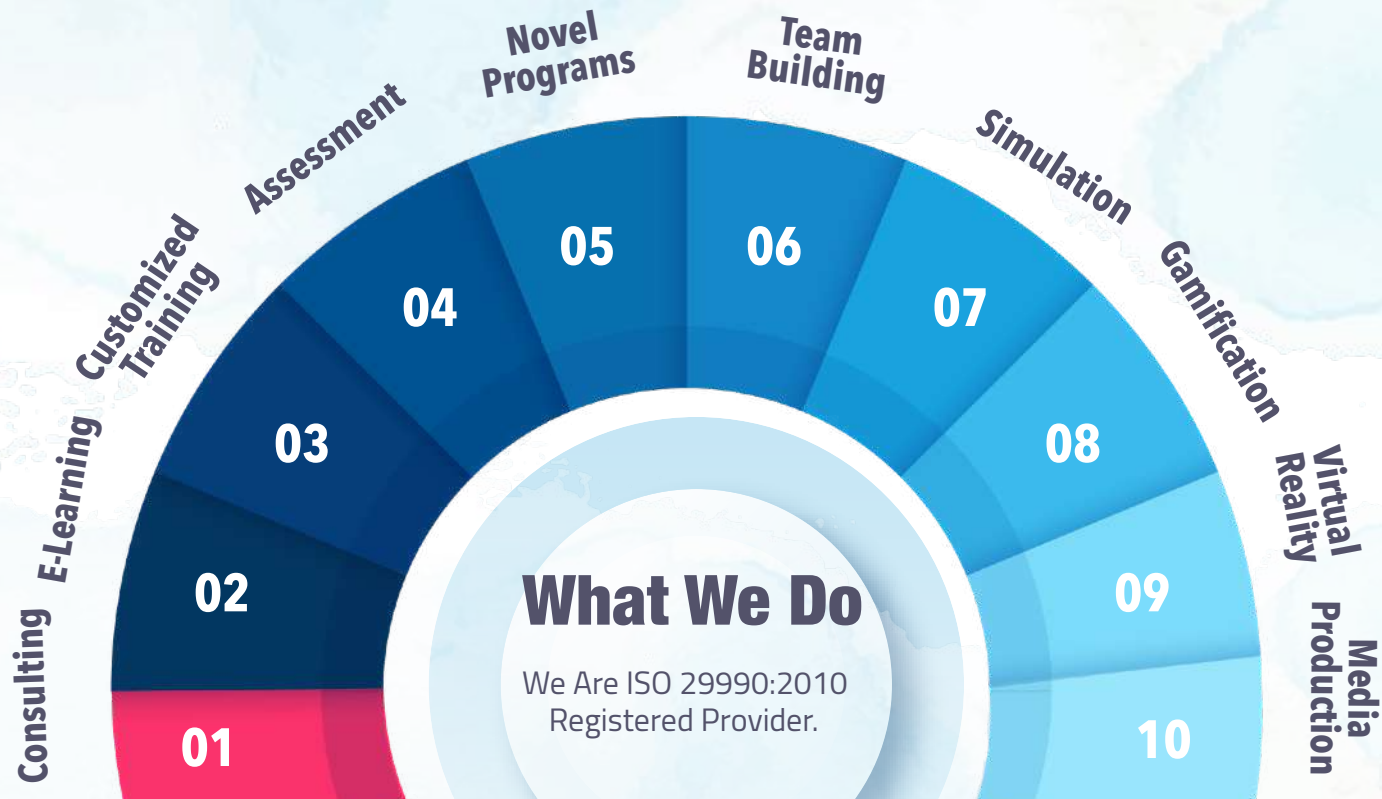 Consulting
01
E-Learning
02
Customized
Training
03
Assessment
04
Novel
Programs
05
Team
Building
06
Simulation
07
Gamification
08
Virtual
Reality
09
Media
Production
10
What We Do
We Are ISO 29990:2010
Registered Provider.